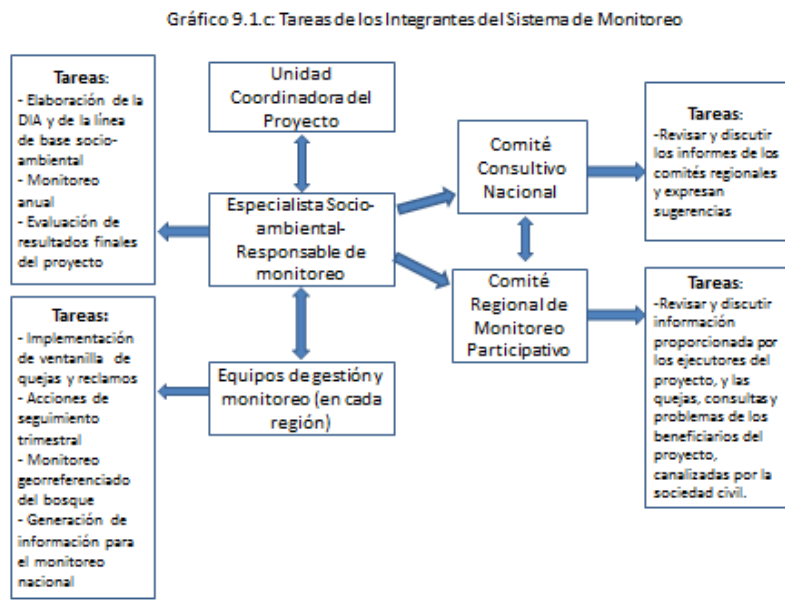 Gráfico 9.1.c: Tareas de los Integrantes del Sistema de Monitoreo
Tareas:
- Elaboración de la
DIA y de la línea
de base socio-
ambiental
- Monitoreo
anual
- Evaluación de
resultados finales
del proyecto
Unidad
Coordinadora del
Proyecto
Comité
Consultivo
Nacional
Tareas:
-Revisar y discutir
los informes de los
comités regionales
y expresan
sugerencias
Especialista Socio-
ambiental-
Responsable de
monitoreo
Comité
Regional de
Monitoreo
Participativo
Tareas:
-Revisar y discutir
información
proporcionada por
los ejecutores del
proyecto, y las
quejas, consultas y
problemas de los
beneficiarios del
proyecto,
canalizadas por la
sociedad civil.
Tareas:
- Implementación
de ventanilla de
quejas y reclamos
- Acciones de
seguimiento
trimestral
- Monitoreo
georreferenciado
del bosque
- Generación de
información para
el monitoreo
nacional
Equipos de gestión y
monitoreo (en cada
región)